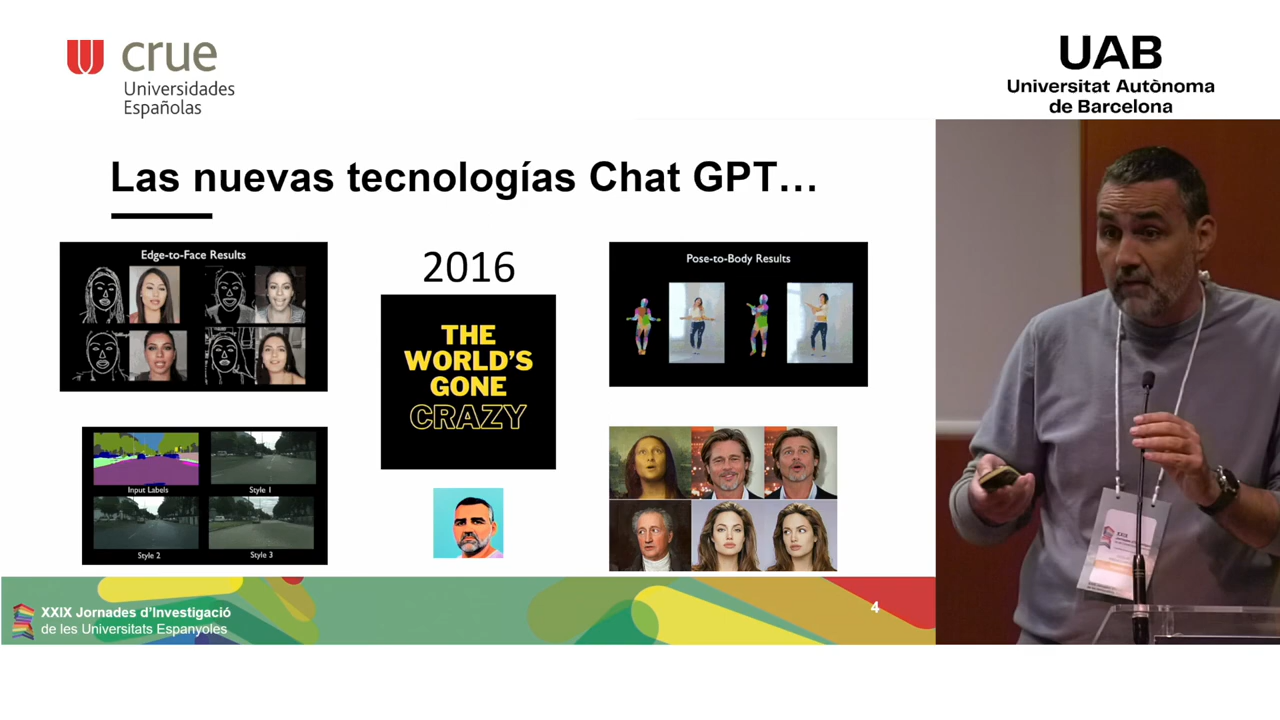 crue
Universidades
Españolas
UAB
Universitat Autònoma
de Barcelona
Las nuevas tecnologías Chat GPT...
Edge-to-Face Results
2016
THE
WORLD'S
GONE
CRAZY
Pose-to-Body Results
Input Labels
Style 1
Style 2
Style 3
XXIX Jornades d'Investigació
de les Universitats Espanyoles
4
XXIX